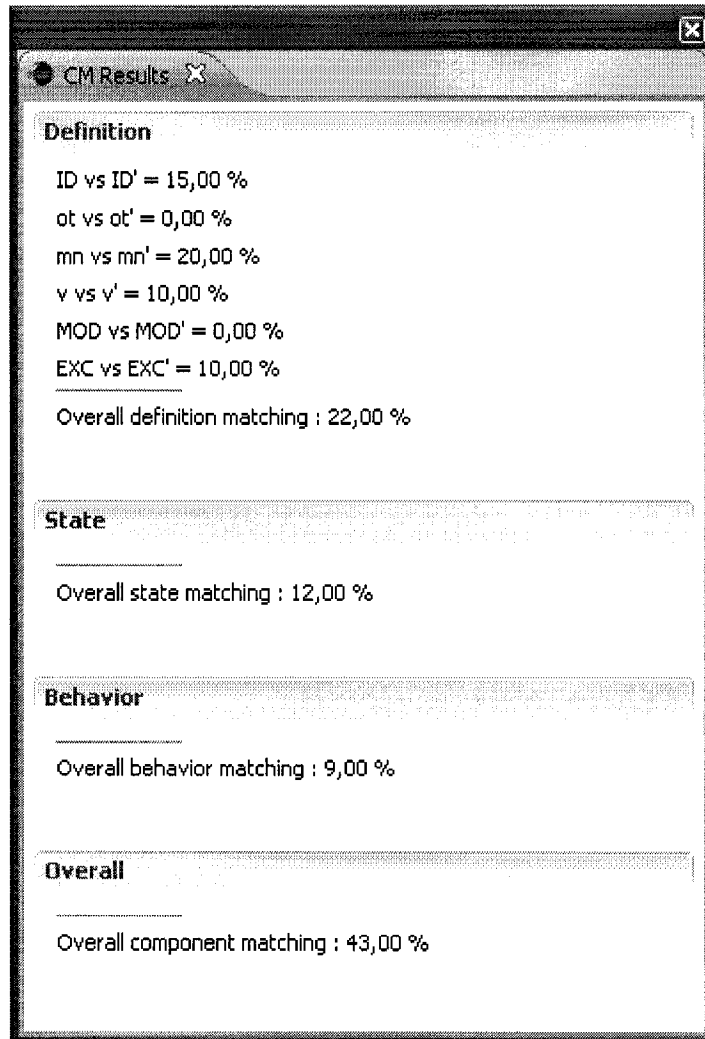 CM Results
Definition
ID vs ID' = 15,00 %
ot vs ot' = 0,00 %
mn vs mn' = 20,00 %
v vs v' = 10,00 %
MOD vs MOD' = 0,00 %
EXC vs EXC' = 10,00 %
Overall definition matching : 22,00 %
State
Overall state matching : 12,00 %
Behavior
Overall behavior matching : 9,00 %
Overall
Overall component matching : 43,00 %